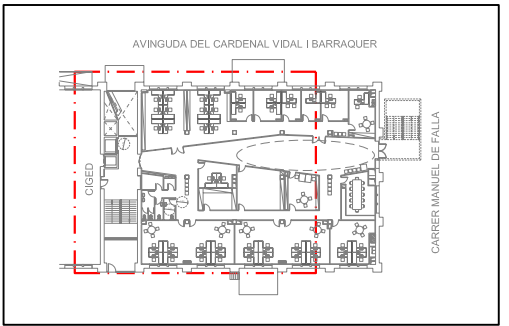 AVINGUDA DEL CARDENAL VIDAL I BARRAQUER
CIGED
CARRER MANUEL DE FALLA